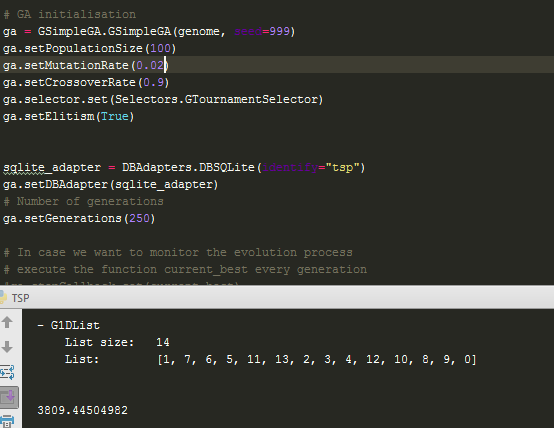 # GA initialisation
ga = GSimpleGA.GSimpleGA(genome, seed=999)
ga.setPopulationSize(100)
ga.setMutationRate(0.02)
ga.setCrossoverRate(0.9)
ga.selector.set(Selectors.GTournamentSelector)
ga.setElitism(True)
sqlite_adapter = DBAdapters.DBSQLite(identify="tsp")
ga.setDBAdapter(sqlite_adapter)
# Number of generations
ga.setGenerations(250)
# In case we want to monitor the evolution process
# execute the function current_best every generation
TSP
- G1DList
List size: 14
List: [1, 7, 6, 5, 11, 13, 2, 3, 4, 12, 10, 8, 9, 0]
3809.44504982